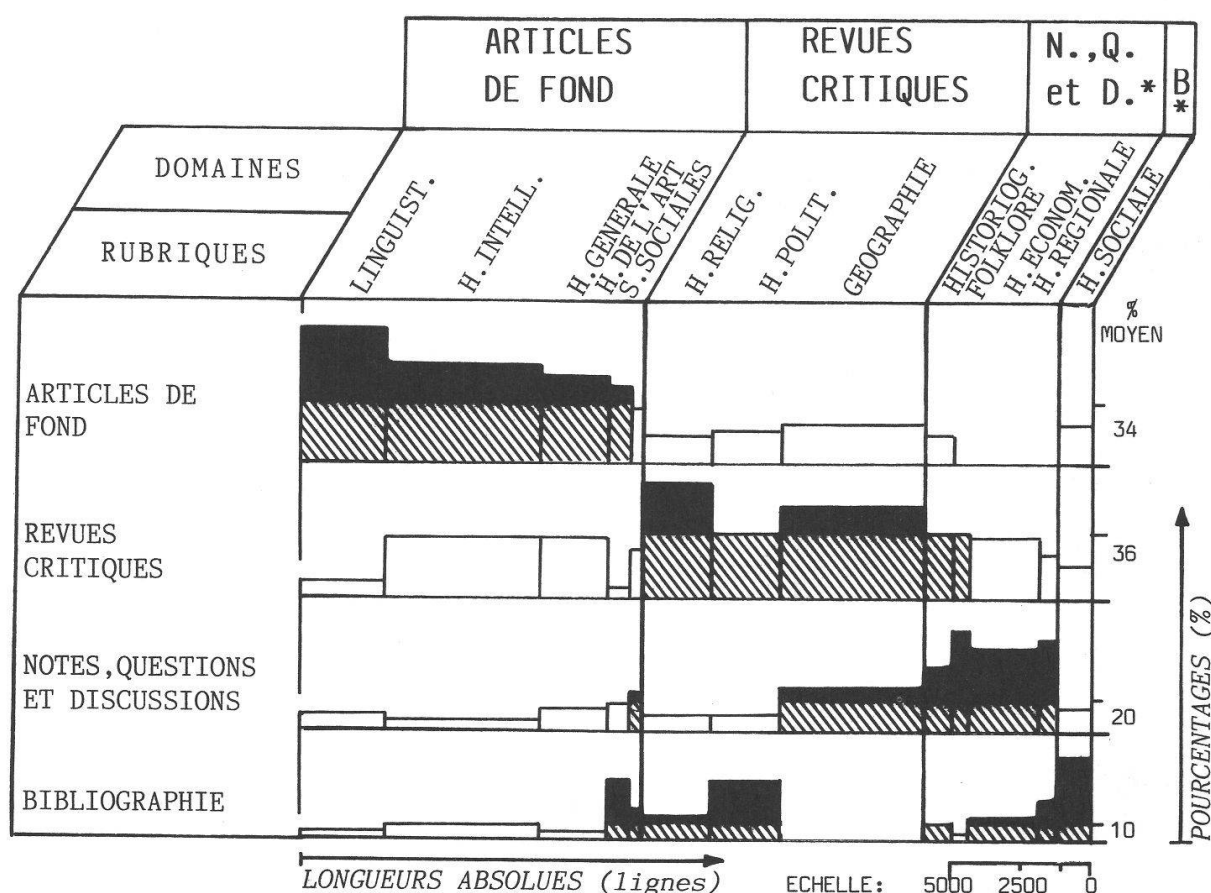 ARTICLES
DE FOND
REVUES
CRITIQUES
N.,Q.
et D.*
B
*
DOMAINES
RUBRIQUES
LINGUIST.
H.INTELL.
H.GENERALE
H. DE L'ART
S.SOCIALES
H.RELIG.
H.POLIT.
GEOGRAPHIE
HISTORIOG.
FOLKLORE
H.ECONOM.
H.REGIONALE
H.SOCIALE
%
MOYEN
ARTICLES DE
FOND
34
REVUES
CRITIQUES
36
NOTES,QUESTIONS
ET DISCUSSIONS
20
BIBLIOGRAPHIE
10
POURCENTAGES (%)
LONGUEURS ABSOLUES (lignes)
ECHELLE: 5000 2500 0